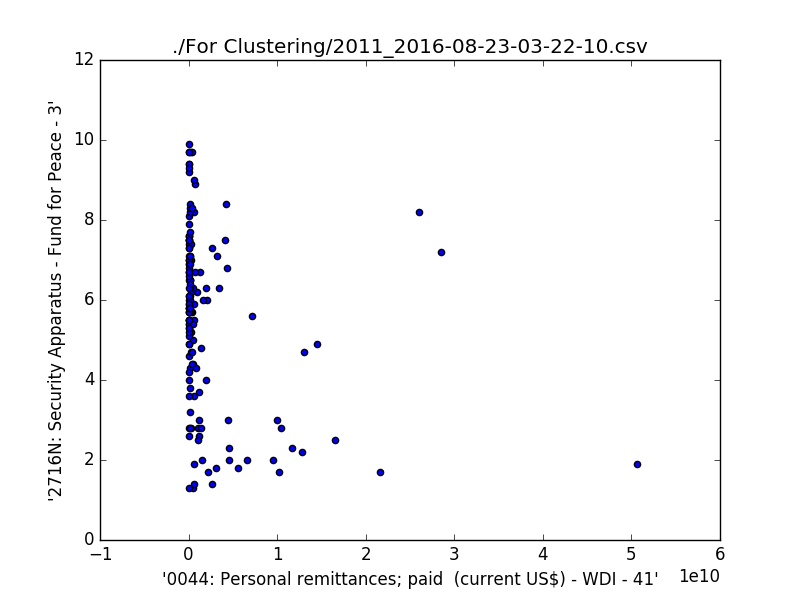 ./For Clustering/2011_2016-08-23-03-22-10.csv
12
10
8
6
4
2
0
'2716N: Security Apparatus - Fund for Peace - 3'
−1 0 1 2 3 4 5 6
1e10
'0044: Personal remittances; paid  (current US$) - WDI - 41'